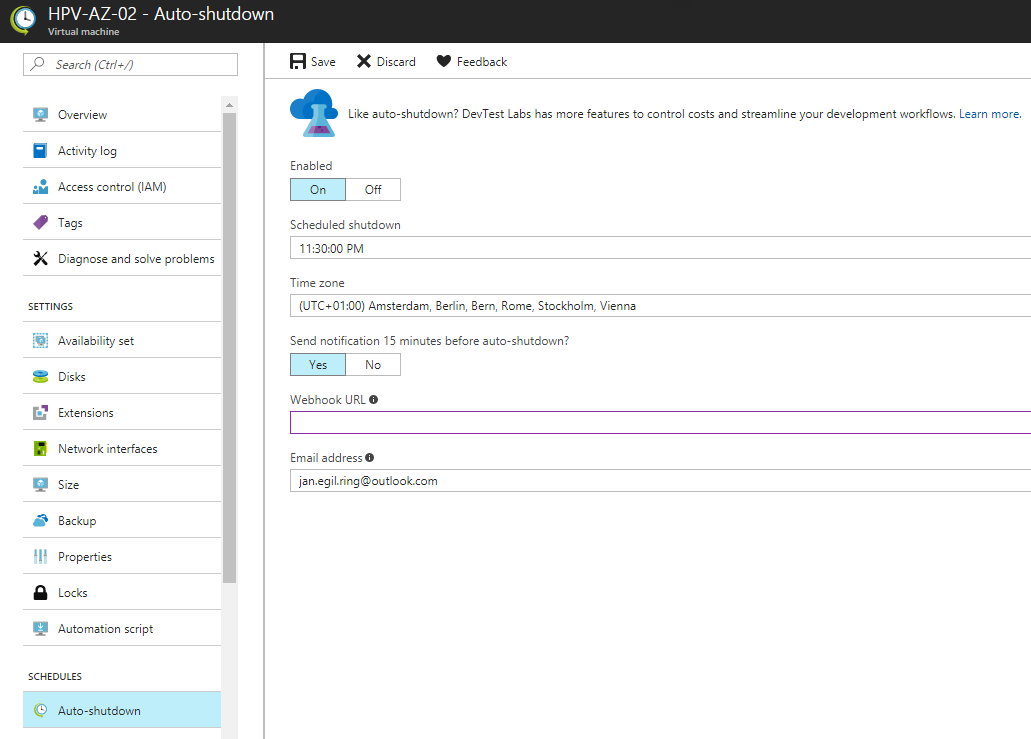 HPV-AZ-02 - Auto-shutdown
Virtual machine
Search (Ctrl+/)
Overview
Activity log
Access control (IAM)
Tags
Diagnose and solve problems
SETTINGS
Availability set
Disks
Extensions
Network interfaces
Size
Backup
Properties
Locks
Automation script
SCHEDULES
Auto-shutdown
Save Discard Feedback
Like auto-shutdown? DevTest Labs has more features to control costs and streamline your development workflows. Learn more.
Enabled
On Off
Scheduled shutdown
11:30:00 PM
Time zone
(UTC+01:00) Amsterdam, Berlin, Bern, Rome, Stockholm, Vienna
Send notification 15 minutes before auto-shutdown?
Yes No
Webhook URL
Email address
jan.egil.ring@outlook.com